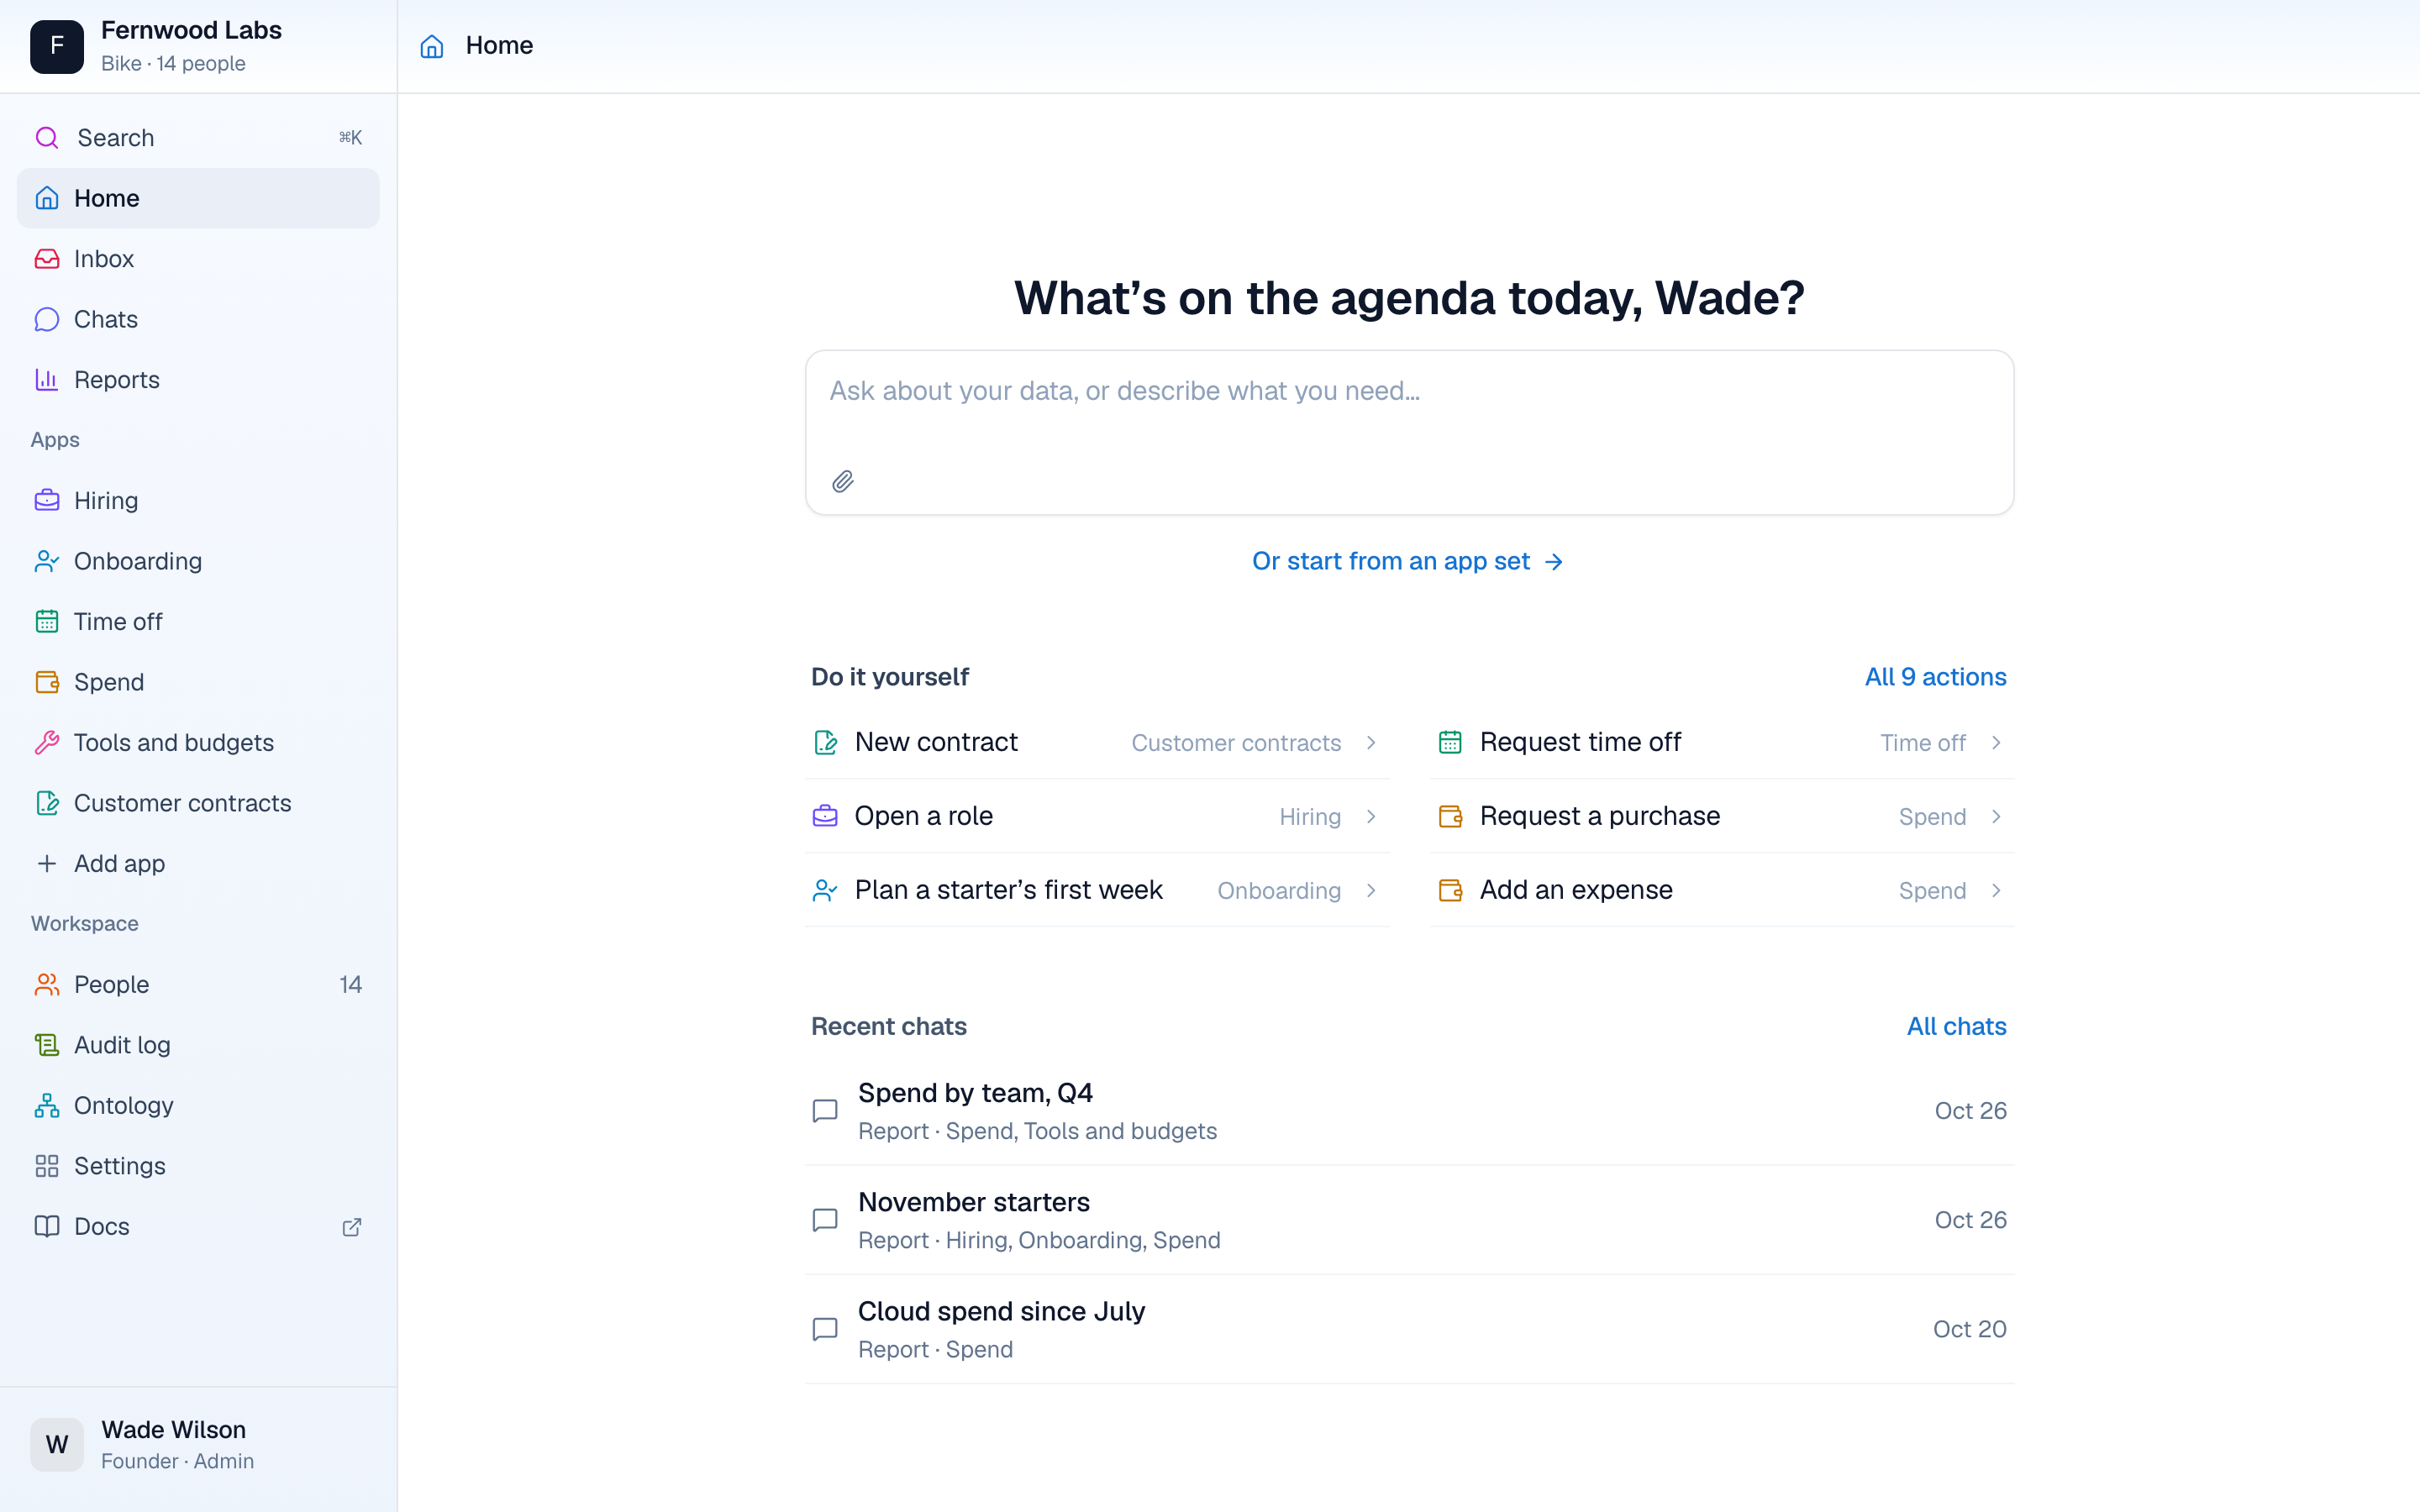 F
Fernwood Labs
Bike · 14 people
Search ⌘K
Home
Inbox
Chats
Reports
Apps
Hiring
Onboarding
Time off
Spend
Tools and budgets
Customer contracts
Add app
Workspace
People 14
Audit log
Ontology
Settings
Docs
W
Wade Wilson
Founder · Admin
Home
What’s on the agenda today, Wade?
Ask about your data, or describe what you need...
Or start from an app set →
Do it yourself All 9 actions
New contract Customer contracts
Request time off Time off
Open a role Hiring
Request a purchase Spend
Plan a starter’s first week Onboarding
Add an expense Spend
Recent chats All chats
Spend by team, Q4
Report · Spend, Tools and budgets
Oct 26
November starters
Report · Hiring, Onboarding, Spend
Oct 26
Cloud spend since July
Report · Spend
Oct 20